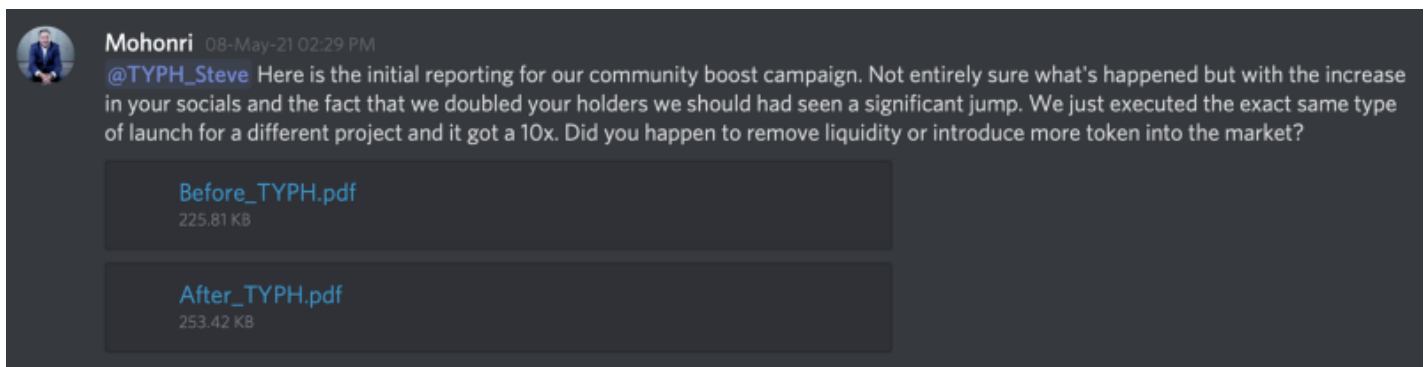 Mohonri 08-May-21 02:29 PM
@TYPH_Steve Here is the initial reporting for our community boost campaign. Not entirely sure what's happened but with the increase
in your socials and the fact that we doubled your holders we should had seen a significant jump. We just executed the exact same type
of launch for a different project and it got a 10x. Did you happen to remove liquidity or introduce more token into the market?
Before_TYPH.pdf
225.81 KB
After_TYPH.pdf
253.42 KB